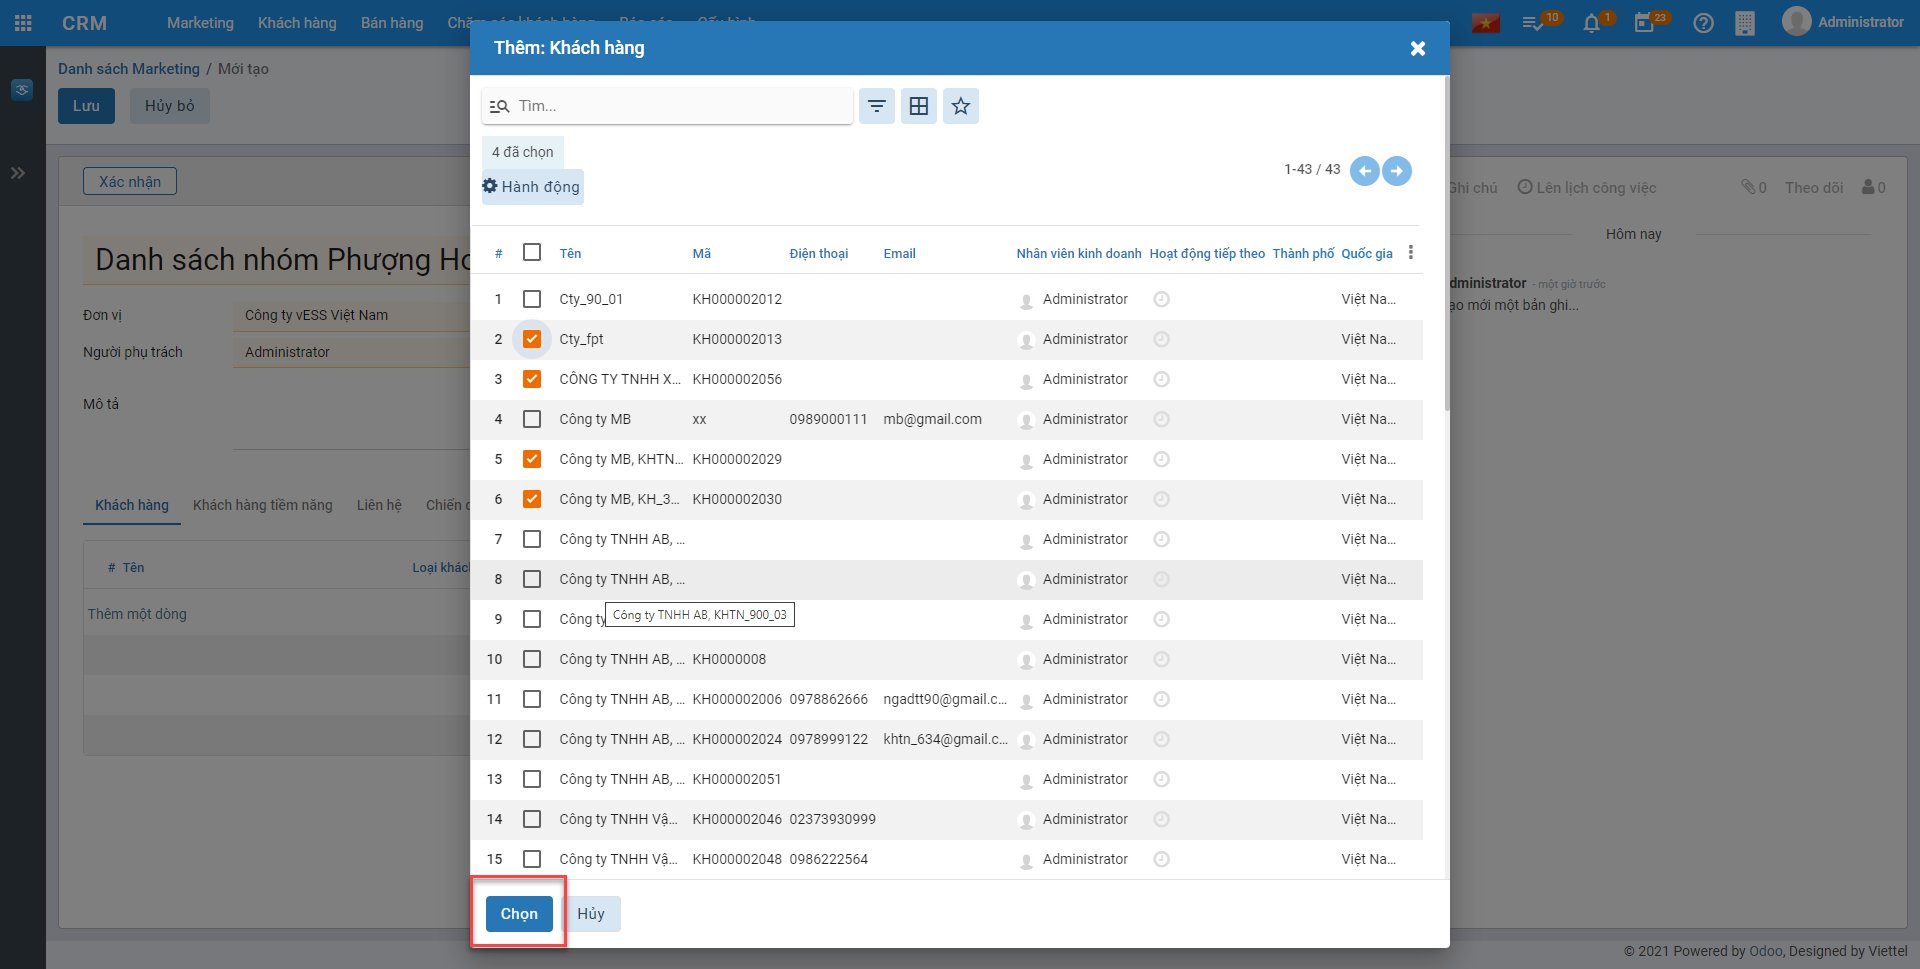 CRM Marketing Khách hàng Bán hàng 10 1 23 Administrator
Danh sách Marketing / Mới tạo
Lưu Hủy bỏ
Xác nhận
Danh sách nhóm Phượng
Đơn vị Công ty vESS Việt Nam
Người phụ trách Administrator
Mô tả
Khách hàng Khách hàng tiềm năng Liên hệ Chiến
# Tên Loại khác
Thêm một dòng
Thêm: Khách hàng
Tìm...
4 đã chọn
Hành động
1-43 / 43
# Tên Mã Điện thoại Email Nhân viên kinh doanh Hoạt động tiếp theo Thành phố Quốc gia
1 Cty_90_01 KH000002012 Administrator Việt Na...
2 Cty_fpt KH000002013 Administrator Việt Na...
3 CÔNG TY TNHH X... KH000002056 Administrator Việt Na...
4 Công ty MB xx 0989000111 mb@gmail.com Administrator Việt Na...
5 Công ty MB, KHTN... KH000002029 Administrator Việt Na...
6 Công ty MB, KH_3... KH000002030 Administrator Việt Na...
7 Công ty TNHH AB, ... Administrator Việt Na...
8 Công ty TNHH AB, ... Administrator Việt Na...
9 Công ty Administrator Việt Na...
Công ty TNHH AB, KHTN_900_03
10 Công ty TNHH AB, ... KH0000008 Administrator Việt Na...
11 Công ty TNHH AB, ... KH000002006 0978862666 ngadtt90@gmail.c... Administrator Việt Na...
12 Công ty TNHH AB, ... KH000002024 0978999122 khtn_634@gmail.c... Administrator Việt Na...
13 Công ty TNHH AB, ... KH000002051 Administrator Việt Na...
14 Công ty TNHH Vậ... KH000002046 02373930999 Administrator Việt Na...
15 Công ty TNHH Vậ... KH000002048 0986222564 Administrator Việt Na...
Chọn Hủy
Ghi chú Lên lịch công việc 0 Theo dõi 0
Hôm nay
dministrator - một giờ trước
ạo mới một bản ghi...
© 2021 Powered by Odoo, Designed by Viettel